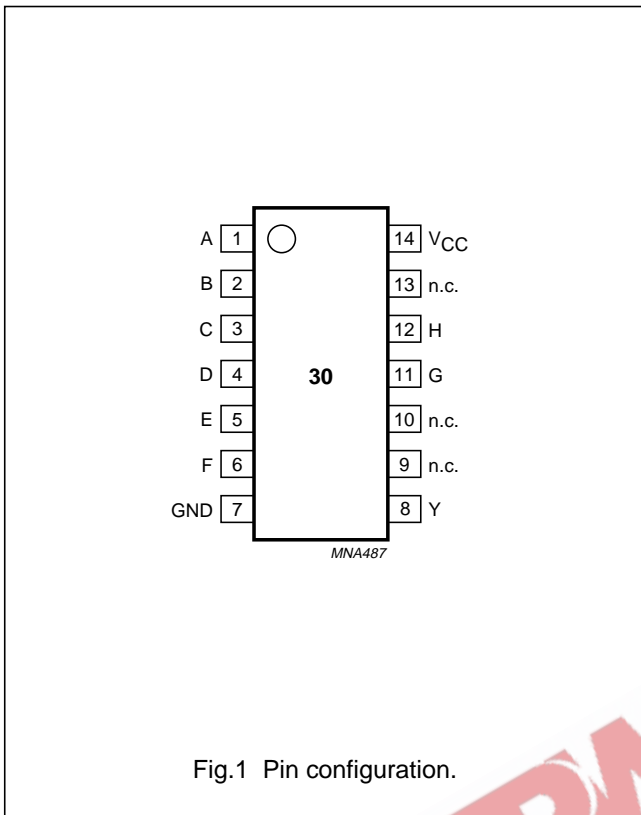 A 1 14 VCC
B 2 13 n.c.
C 3 12 H
D 4 30 11 G
E 5 10 n.c.
F 6 9 n.c.
GND 7 8 Y
MNA487
Fig.1 Pin configuration.